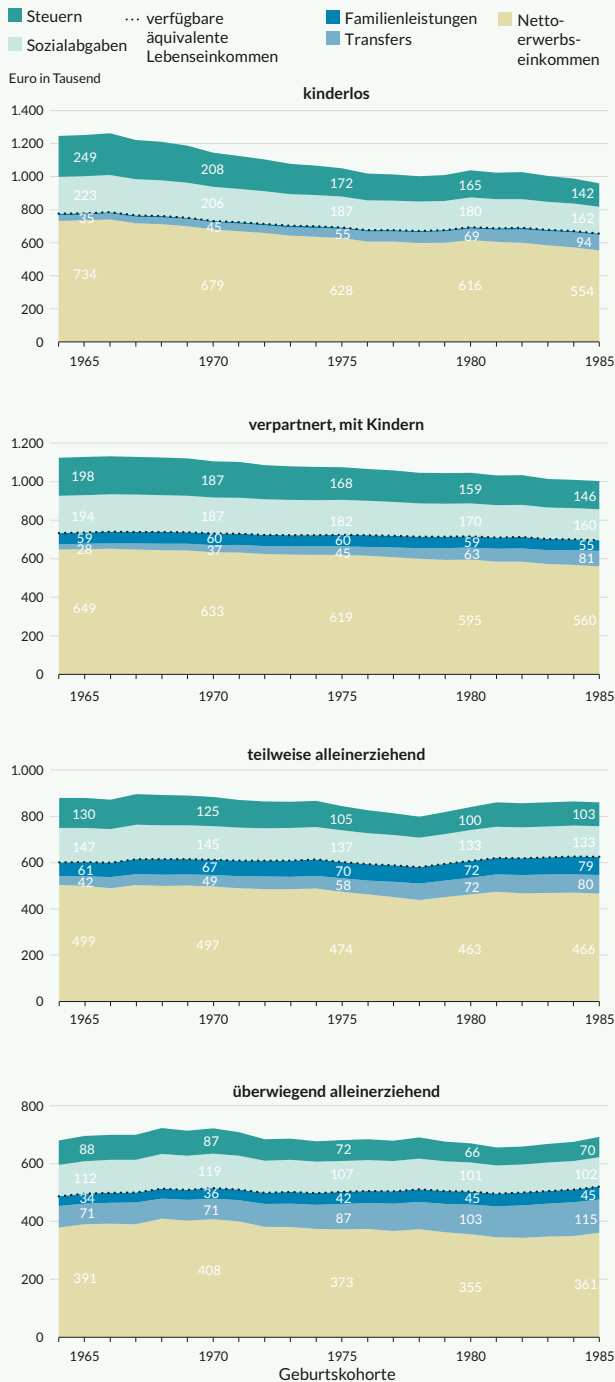 Steuern
Sozialabgaben
verfügbare
äquivalente
Lebenseinkommen
Familienleistungen
Transfers
Netto-
erwerbs-
einkommen
Euro in Tausend
kinderlos
1.400
1.200
1.000
800
600
400
200
0
249 208 172 165 142
223 206 187 180 162
35 45 55 69 94
734 679 628 616 554
1965 1970 1975 1980 1985
verpartnert, mit Kindern
1.200
1.000
800
600
400
200
0
198 187 168 159 146
194 187 182 170 160
59 60 60 59 55
28 37 45 63 81
649 633 619 595 560
1965 1970 1975 1980 1985
teilweise alleinerziehend
1.000
800
600
400
200
0
130 125 105 100 103
147 145 137 133 133
61 67 70 72 79
42 49 58 72 80
499 497 474 463 466
1965 1970 1975 1980 1985
überwiegend alleinerziehend
800
600
400
200
0
88 87 72 66 70
112 119 107 101 102
34 36 42 45 45
71 71 87 103 115
391 408 373 355 361
1965 1970 1975 1980 1985
Geburtskohorte